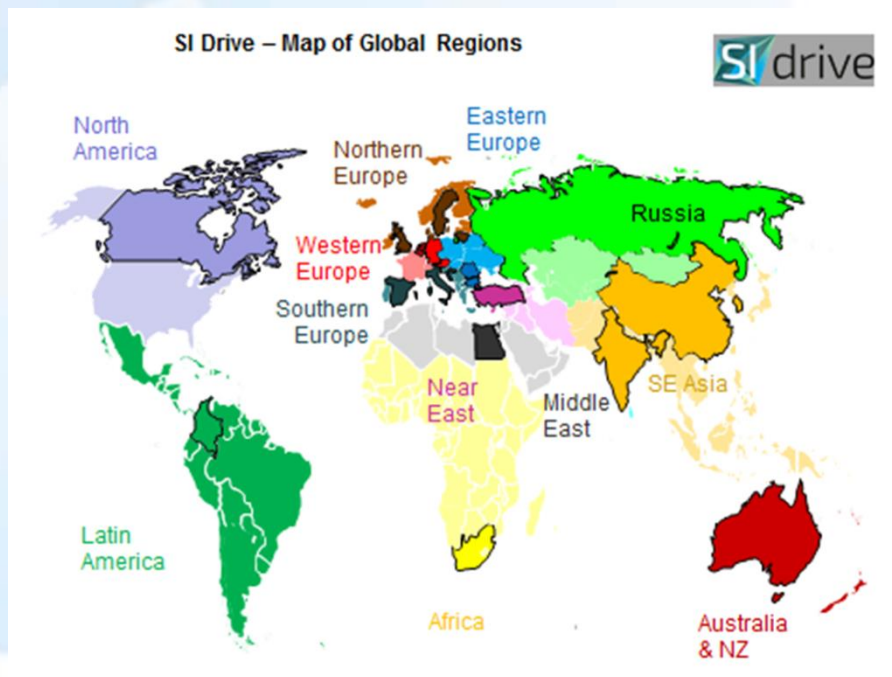 SI Drive – Map of Global Regions
SI drive
North
America
Northern
Europe
Eastern
Europe
Russia
Western
Europe
Southern
Europe
Near
East
Middle
East
SE Asia
Latin
America
Africa
Australia
& NZ